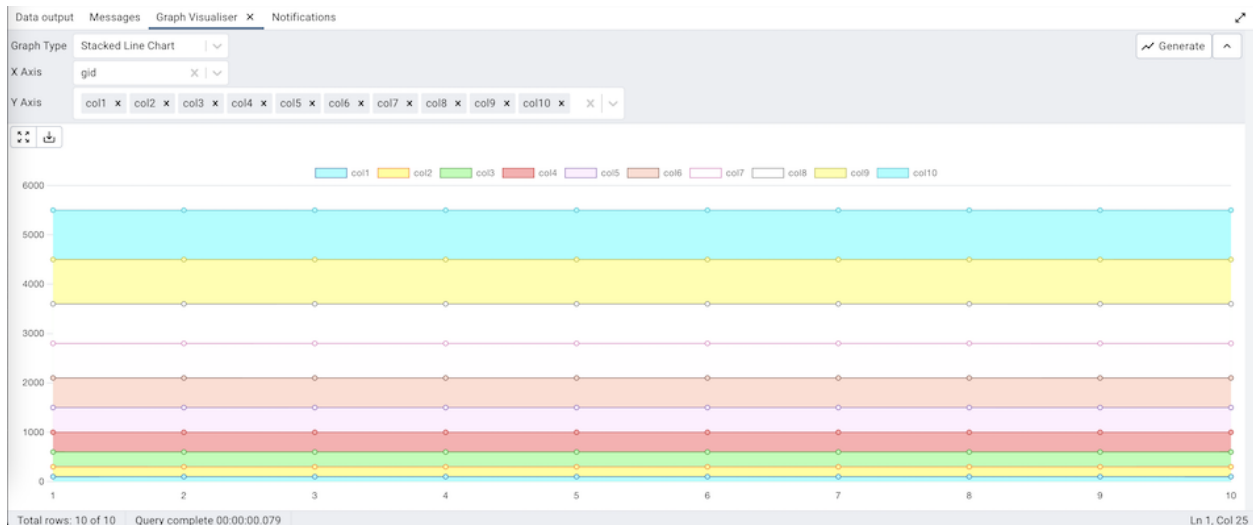 Data output Messages Graph Visualiser × Notifications
Graph Type Stacked Line Chart Generate
X Axis gid
Y Axis col1 × col2 × col3 × col4 × col5 × col6 × col7 × col8 × col9 × col10 ×
col1 col2 col3 col4 col5 col6 col7 col8 col9 col10
6000
5000
4000
3000
2000
1000
0
1 2 3 4 5 6 7 8 9 10
Total rows: 10 of 10 Query complete 00:00:00.079 Ln 1, Col 25